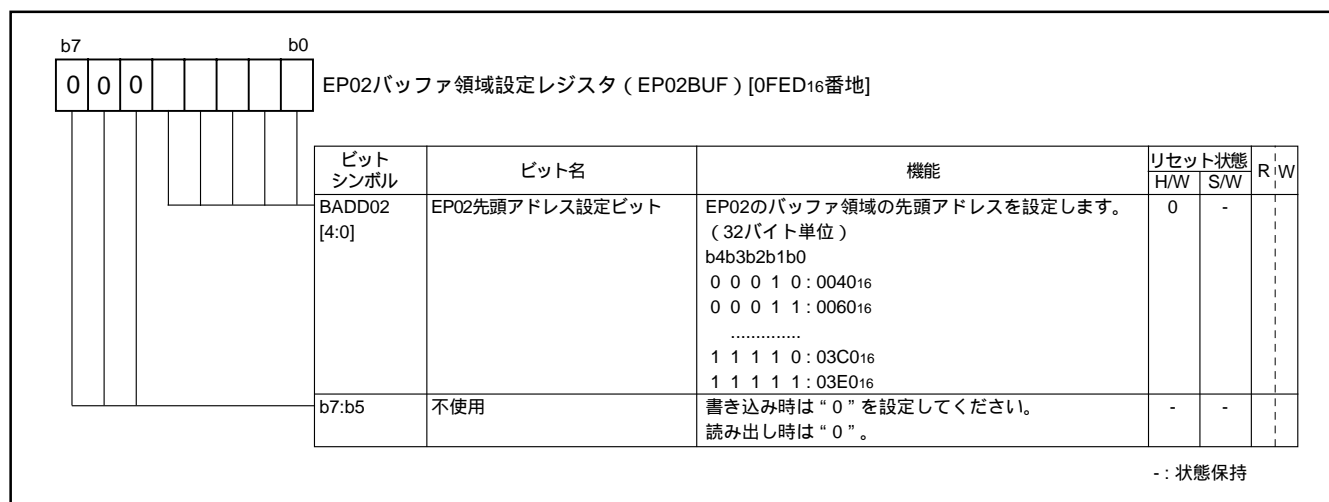 b7 b0
0 0 0 EP02バッファ領域設定レジスタ（EP02BUF）[0FED16番地]
ビットシンボル ビット名 機能 リセット状態 H/W S/W R W
BADD02 EP02先頭アドレス設定ビット EP02のバッファ領域の先頭アドレスを設定します。 0 -
[4:0] （32バイト単位）
b4b3b2b1b0
0 0 0 1 0 : 004016
0 0 0 1 1 : 006016
..............
1 1 1 1 0 : 03C016
1 1 1 1 1 : 03E016
b7:b5 不使用 書き込み時は“0”を設定してください。 - -
読み出し時は“0”。
- : 状態保持